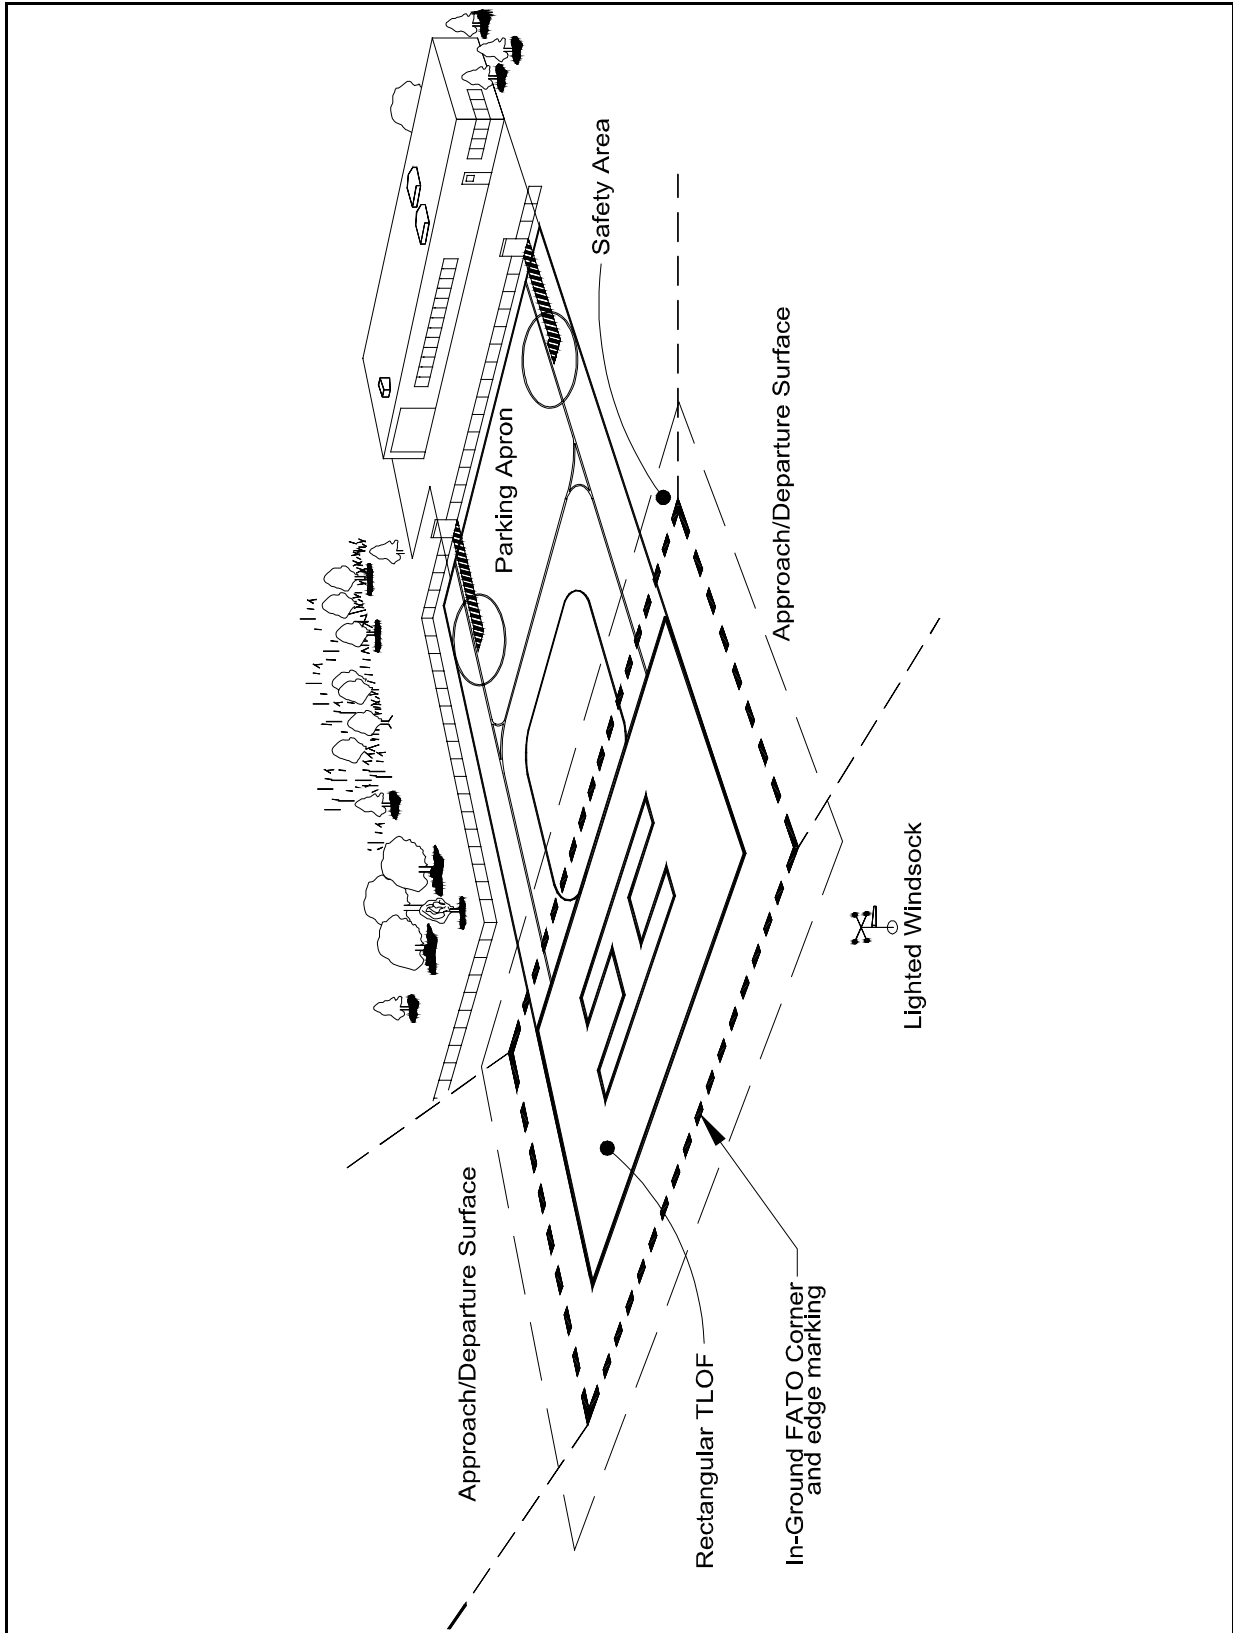 Safety Area
Parking Apron
Approach/Departure Surface
Approach/Departure Surface
Lighted Windsock
Rectangular TLOF
In-Ground FATO Corner
and edge marking